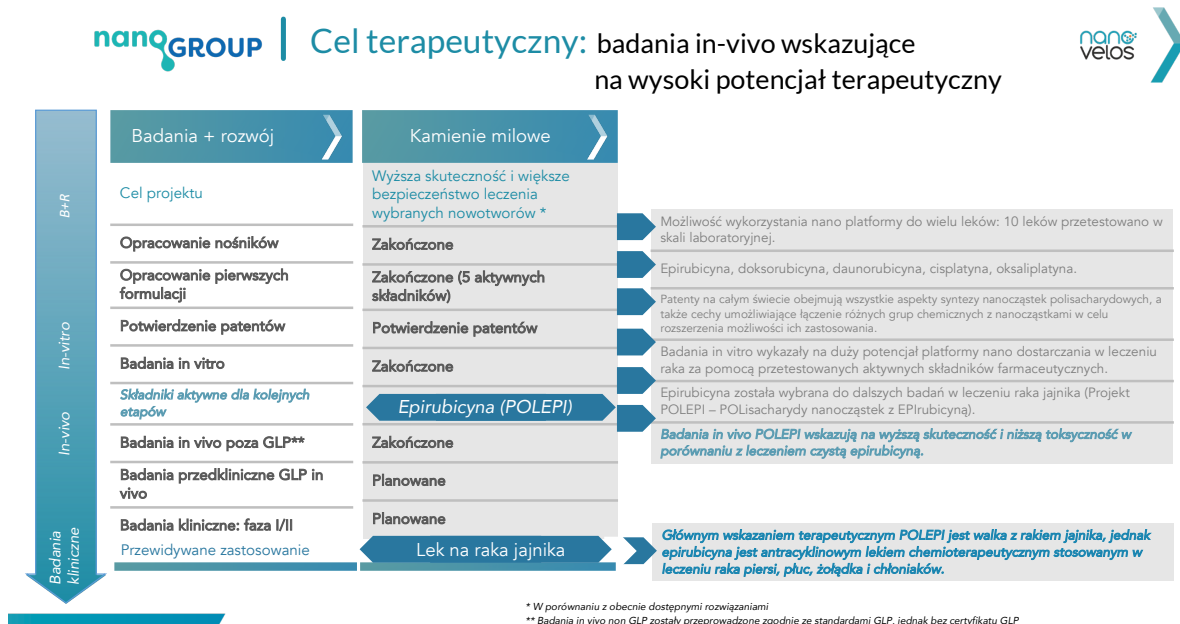 nanoGROUP
Cel terapeutyczny: badania in-vivo wskazujące
na wysoki potencjał terapeutyczny
nano
velos
B+R
In-vitro
In-vivo
Badania
kliniczne
Badania + rozwój
Kamienie milowe
Cel projektu
Wyższa skuteczność i większe
bezpieczeństwo leczenia
wybranych nowotworów *
Opracowanie nośników
Zakończone
Opracowanie pierwszych
formulacji
Zakończone (5 aktywnych
składników)
Potwierdzenie patentów
Potwierdzenie patentów
Badania in vitro
Zakończone
Składniki aktywne dla kolejnych
etapów
Epirubicyna (POLEPI)
Badania in vivo poza GLP**
Zakończone
Badania przedkliniczne GLP in
vivo
Planowane
Badania kliniczne: faza I/II
Planowane
Przewidywane zastosowanie
Lek na raka jajnika
Możliwość wykorzystania nano platformy do wielu leków: 10 leków przetestowano w
skali laboratoryjnej.
Epirubicyna, doksorubicyna, daunorubicyna, cisplatyna, oksaliplatyna.
Patenty na całym świecie obejmują wszystkie aspekty syntezy nanocząstek polisacharydowych, a
także cechy umożliwiające łączenie różnych grup chemicznych z nanocząstkami w celu
rozszerzenia możliwości ich zastosowania.
Badania in vitro wykazały na duży potencjał platformy nano dostarczania w leczeniu
raka za pomocą przetestowanych aktywnych składników farmaceutycznych.
Epirubicyna została wybrana do dalszych badań w leczeniu raka jajnika (Projekt
POLEPI – POLisacharydy nanocząstek z EPIrubicyną).
Badania in vivo POLEPI wskazują na wyższą skuteczność i niższą toksyczność w
porównaniu z leczeniem czystą epirubicyną.
Głównym wskazaniem terapeutycznym POLEPI jest walka z rakiem jajnika, jednak
epirubicyna jest antracyklinowym lekiem chemioterapeutycznym stosowanym w
leczeniu raka piersi, płuc, żołądka i chłoniaków.
* W porównaniu z obecnie dostępnymi rozwiązaniami
** Badania in vivo non GLP zostały przeprowadzone zgodnie ze standardami GLP, jednak bez certyfikatu GLP